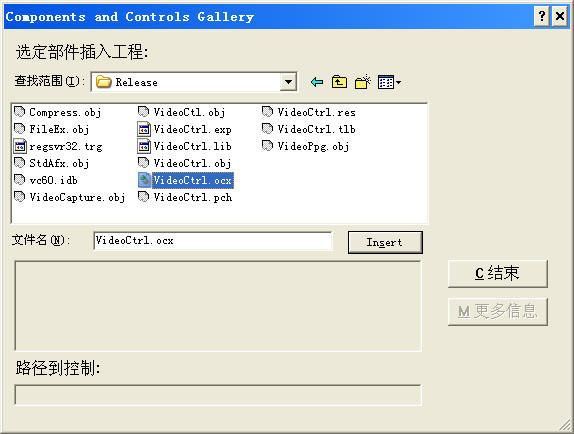 Components and Controls Gallery
选定部件插入工程:
查找范围(I): Release
Compress.obj VideoCtl.obj VideoCtrl.res
FileEx.obj VideoCtrl.exp VideoCtrl.tlb
regsvr32.trg VideoCtrl.lib VideoPpg.obj
StdAfx.obj VideoCtrl.obj
vc60.idb VideoCtrl.ocx
VideoCapture.obj VideoCtrl.pch
文件名(N): VideoCtrl.ocx Insert
C 结束
M 更多信息
路径到控制: